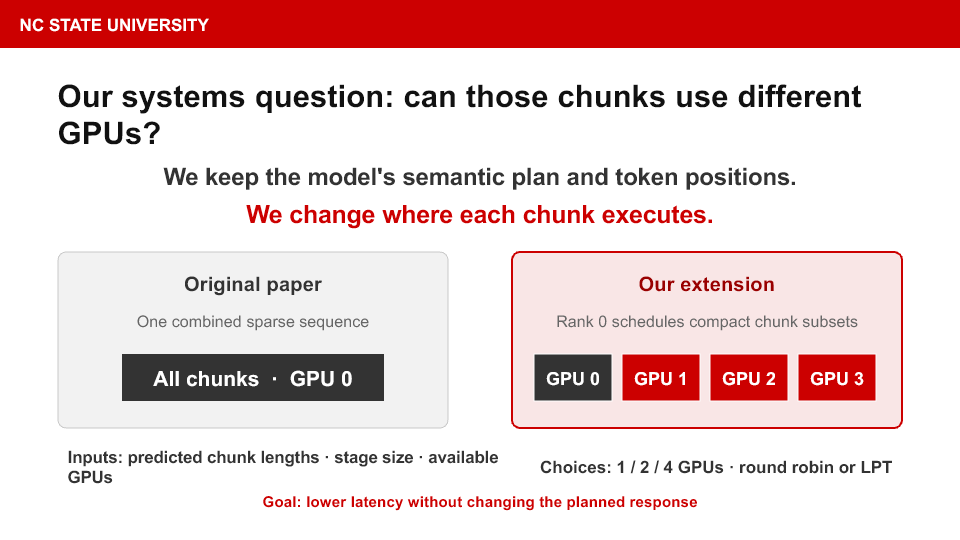 NC STATE UNIVERSITY
Our systems question: can those chunks use different
GPUs?
We keep the model's semantic plan and token positions.
We change where each chunk executes.
Original paper
One combined sparse sequence
All chunks · GPU 0
Our extension
Rank 0 schedules compact chunk subsets
GPU 0
GPU 1
GPU 2
GPU 3
Inputs: predicted chunk lengths · stage size · available
GPUs
Choices: 1 / 2 / 4 GPUs · round robin or LPT
Goal: lower latency without changing the planned response